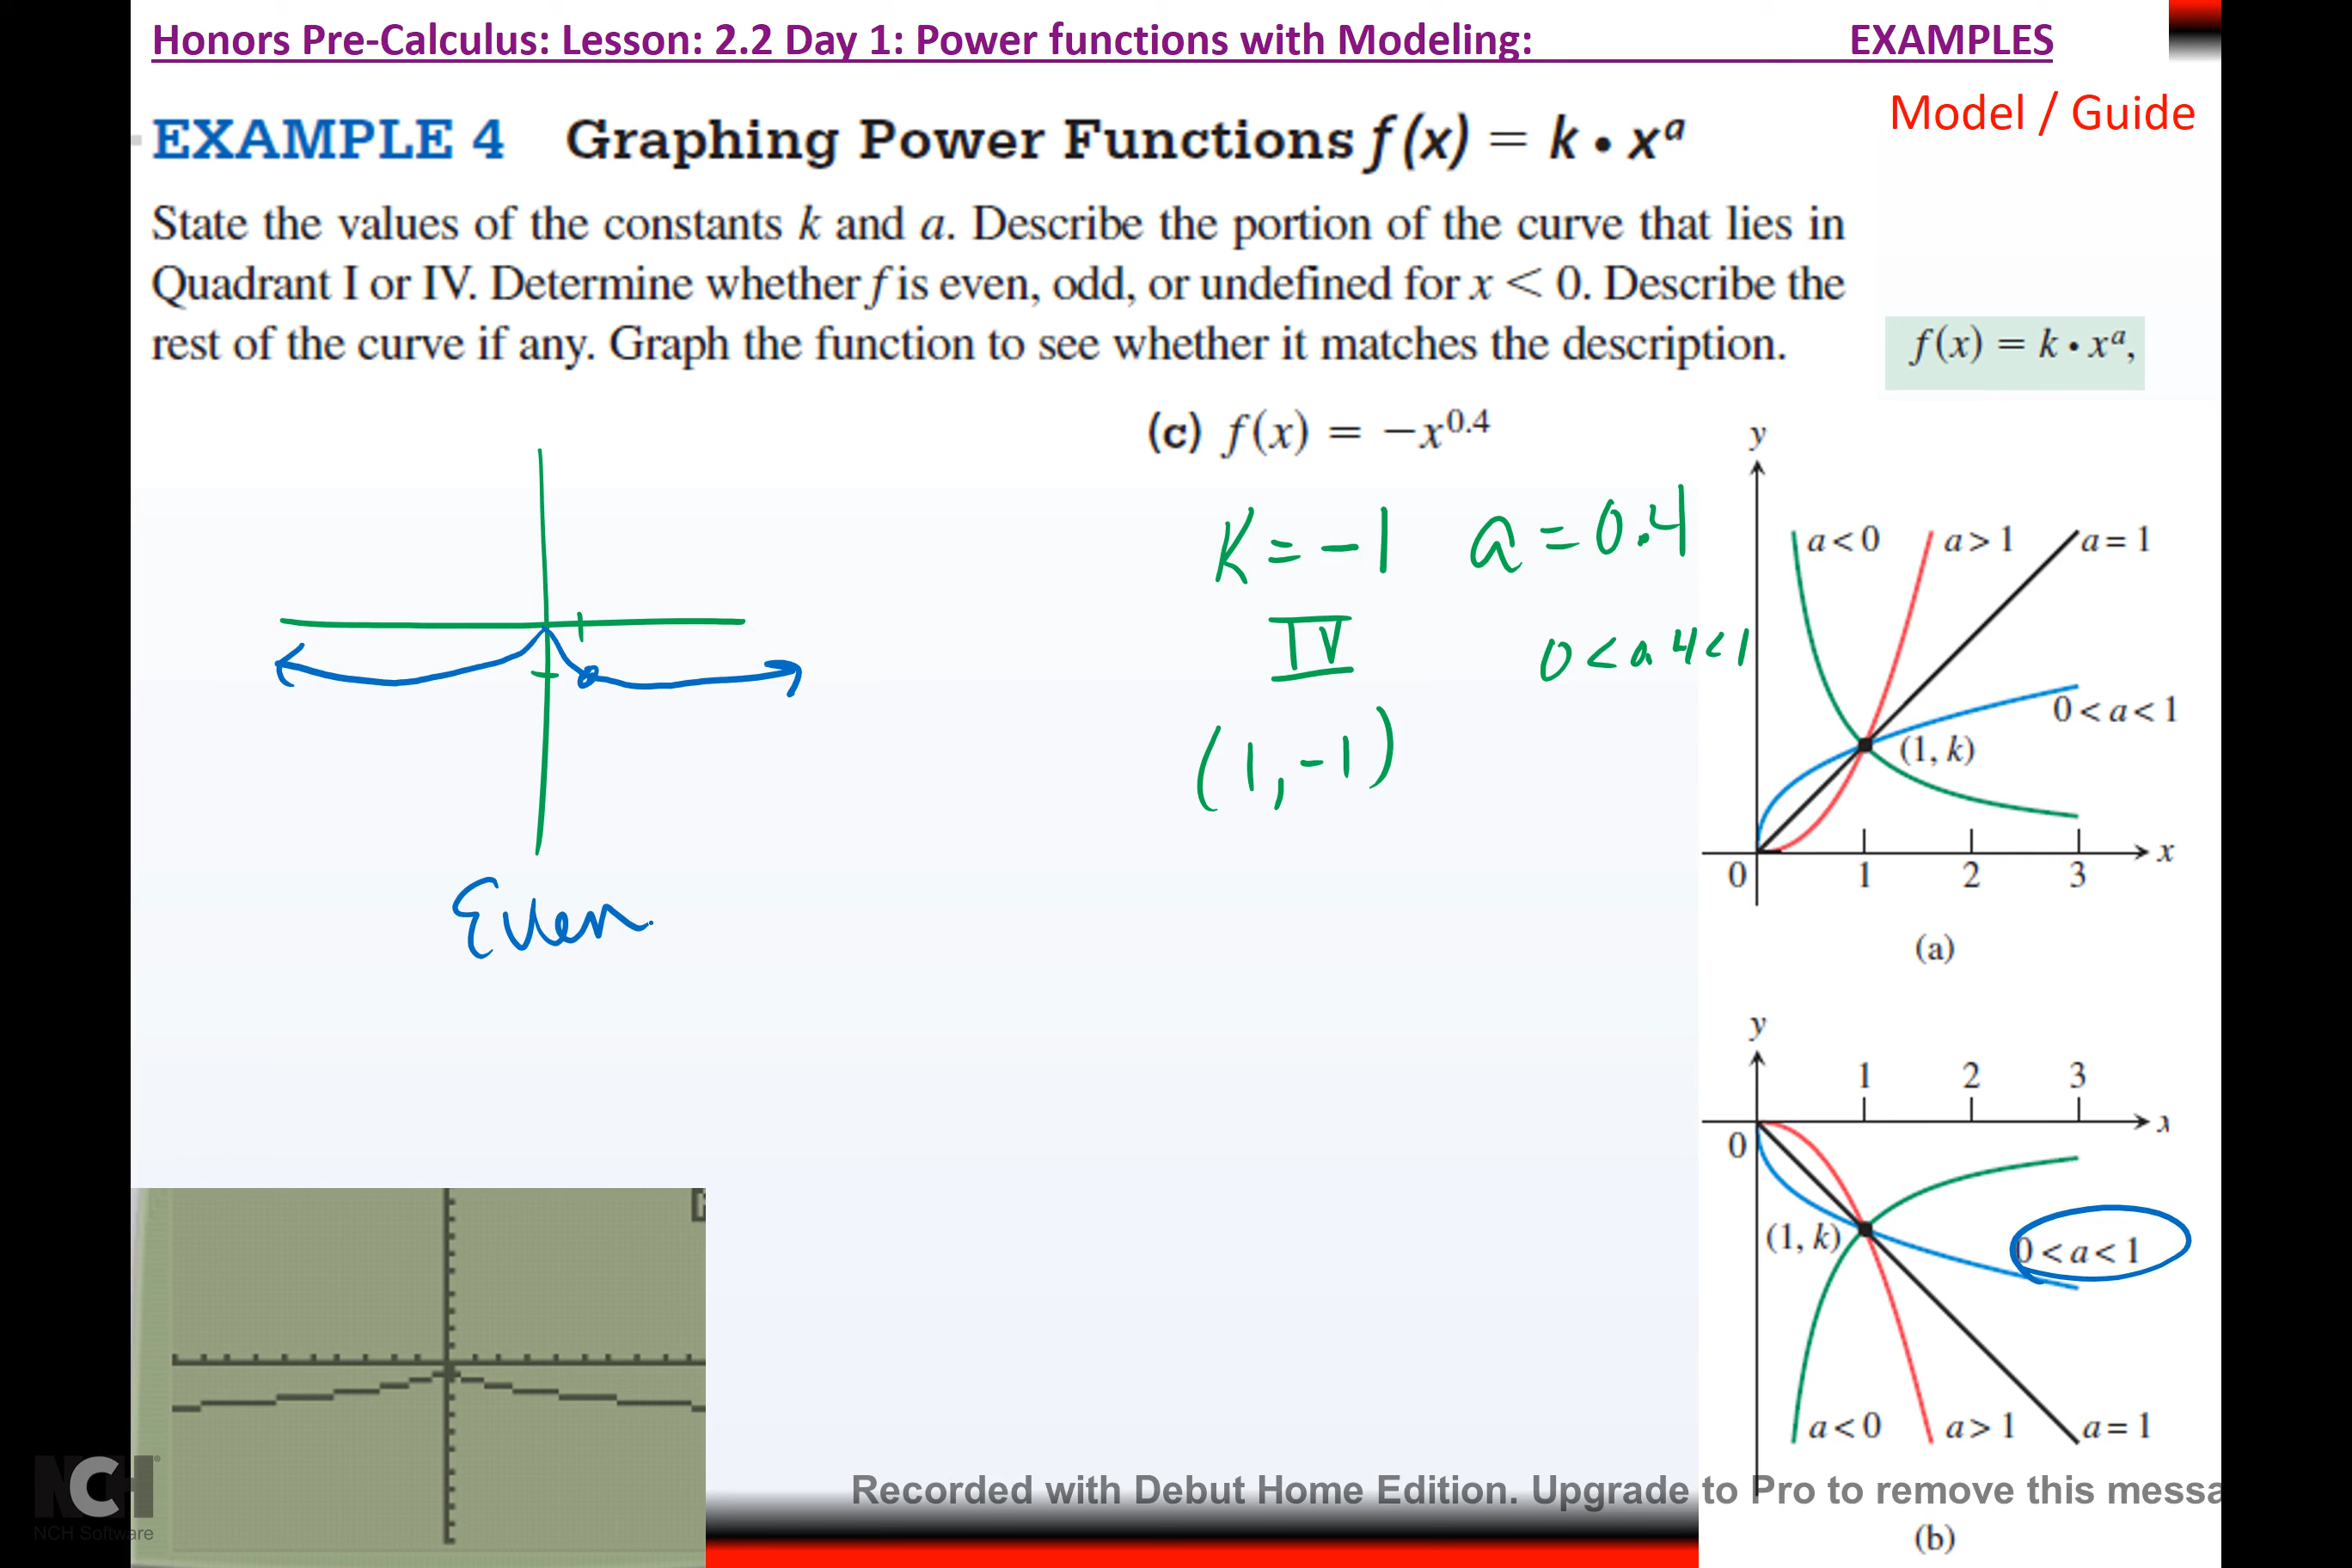 Honors Pre-Calculus: Lesson: 2.2 Day 1: Power functions with Modeling: EXAMPLES
Model / Guide
EXAMPLE 4 Graphing Power Functions f(x) = k • xᵃ
State the values of the constants k and a. Describe the portion of the curve that lies in
Quadrant I or IV. Determine whether f is even, odd, or undefined for x < 0. Describe the
rest of the curve if any. Graph the function to see whether it matches the description.
f(x) = k • xᵃ,
(c) f(x) = −x⁰·⁴
K = -1 a = 0.4
IV 0 < a 4 < 1
(1, -1)
Even
y
a < 0 a > 1 a = 1
0 < a < 1
(1, k)
x
0 1 2 3
(a)
y
1 2 3
x
0
(1, k)
0 < a < 1
a < 0 a > 1 a = 1
(b)
Recorded with Debut Home Edition. Upgrade to Pro to remove this messa
NCH
NCH Software